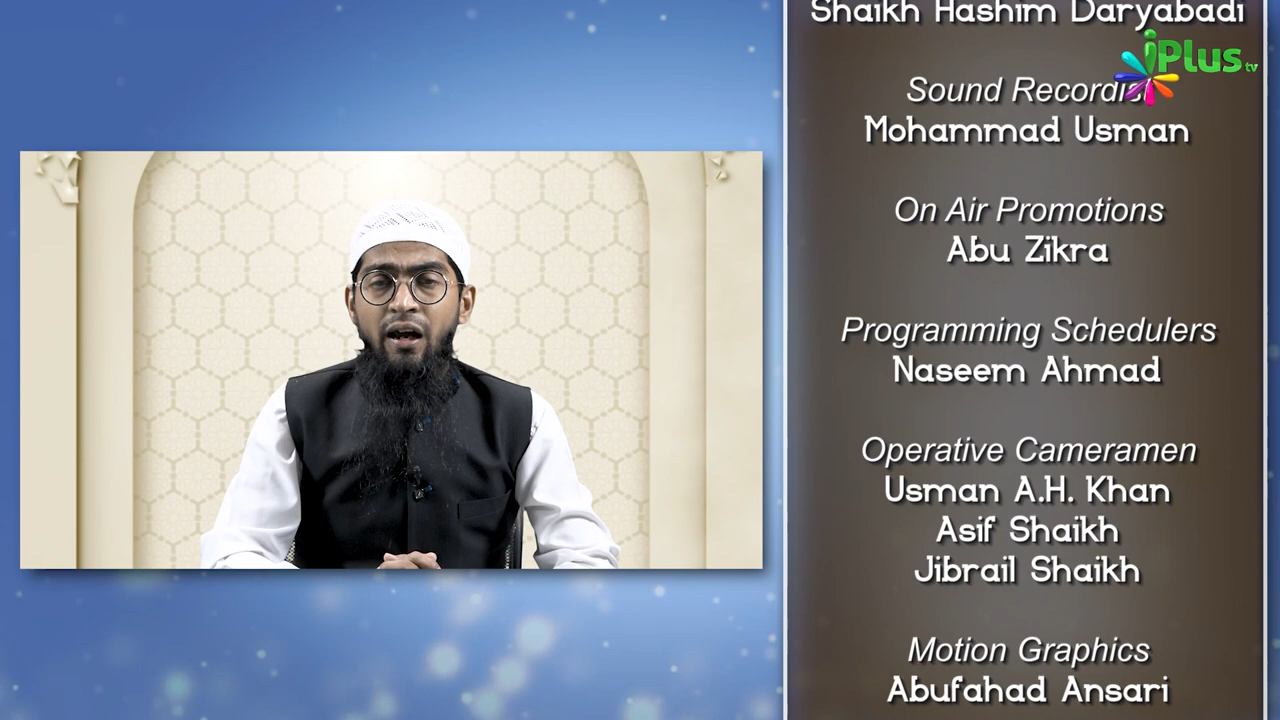 Shaikh Hashim Daryabadi
iPlus tv
Sound Recordist
Mohammad Usman
On Air Promotions
Abu Zikra
Programming Schedulers
Naseem Ahmad
Operative Cameramen
Usman A.H. Khan
Asif Shaikh
Jibrail Shaikh
Motion Graphics
Abufahad Ansari